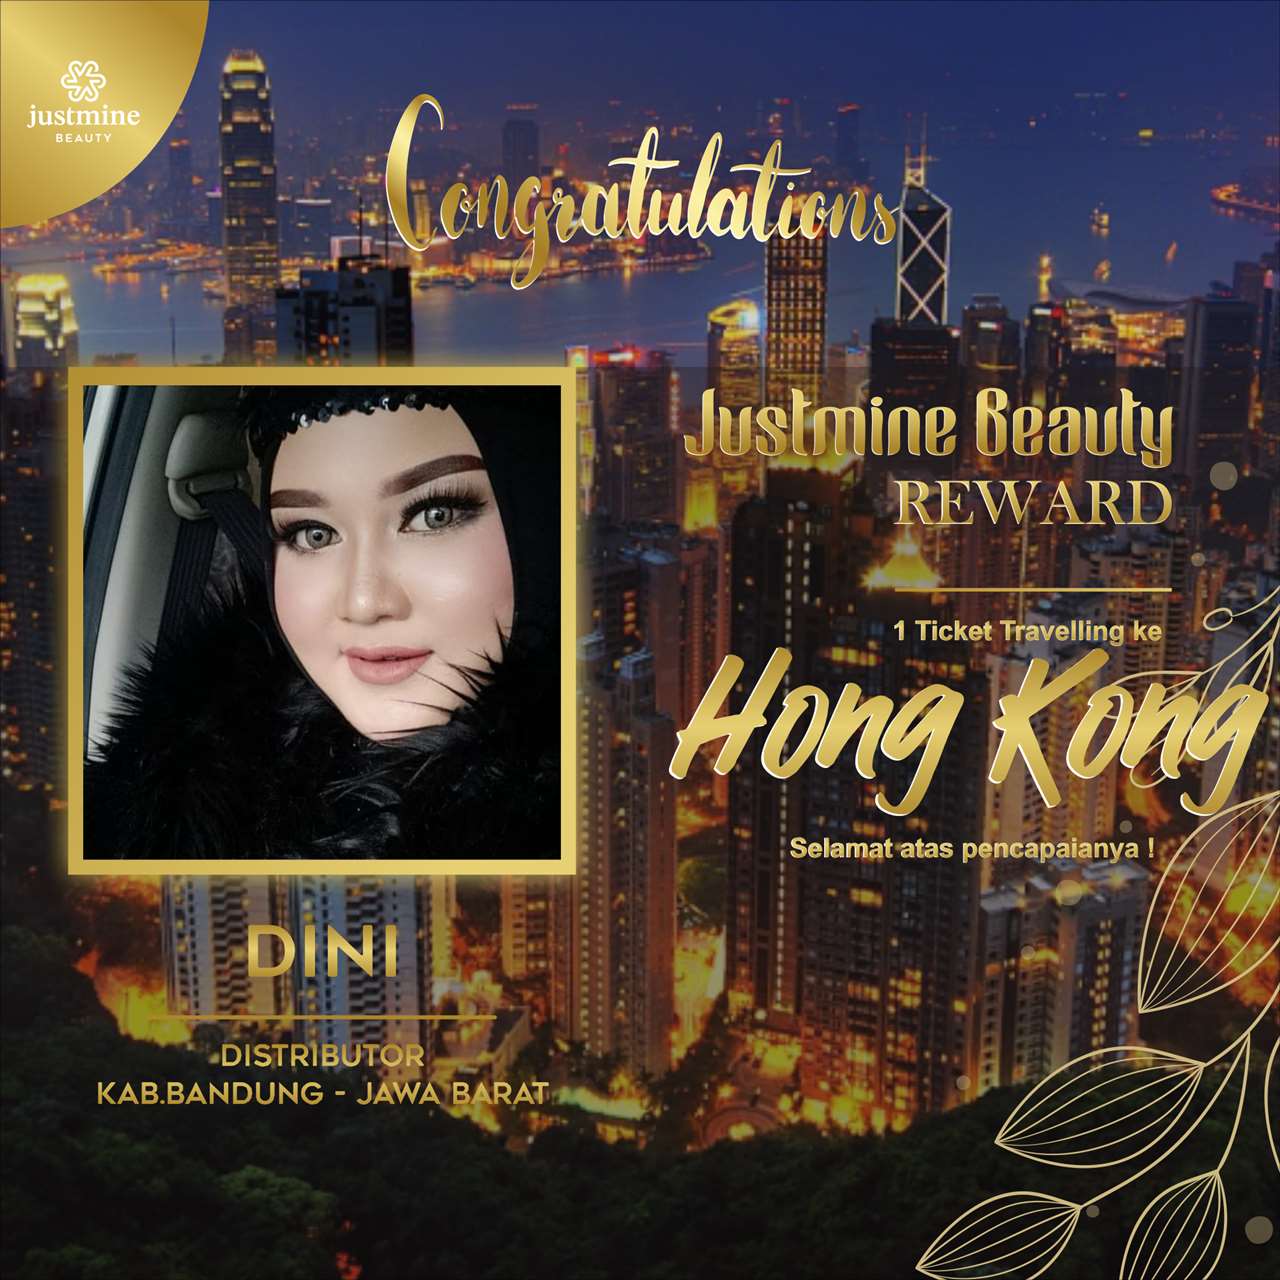 justmine
BEAUTY
Congratulations
Justmine Beauty
REWARD
1 Ticket Travelling ke
Hong Kong
Selamat atas pencapaianya !
DINI
DISTRIBUTOR
KAB.BANDUNG - JAWA BARAT